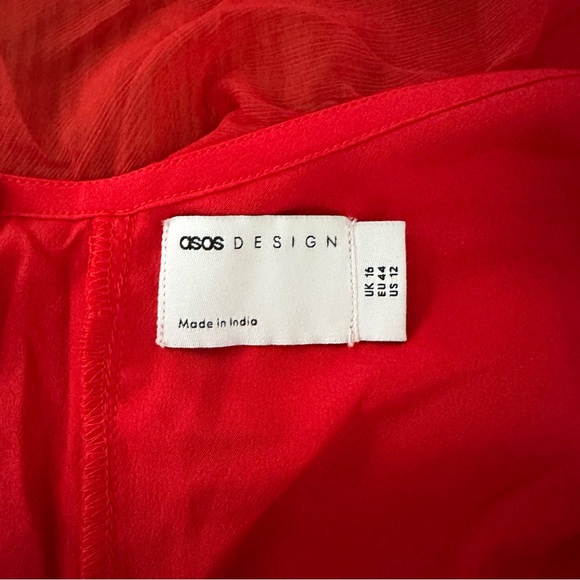 asos DESIGN
Made in India
UK 16
EU 44
US 12